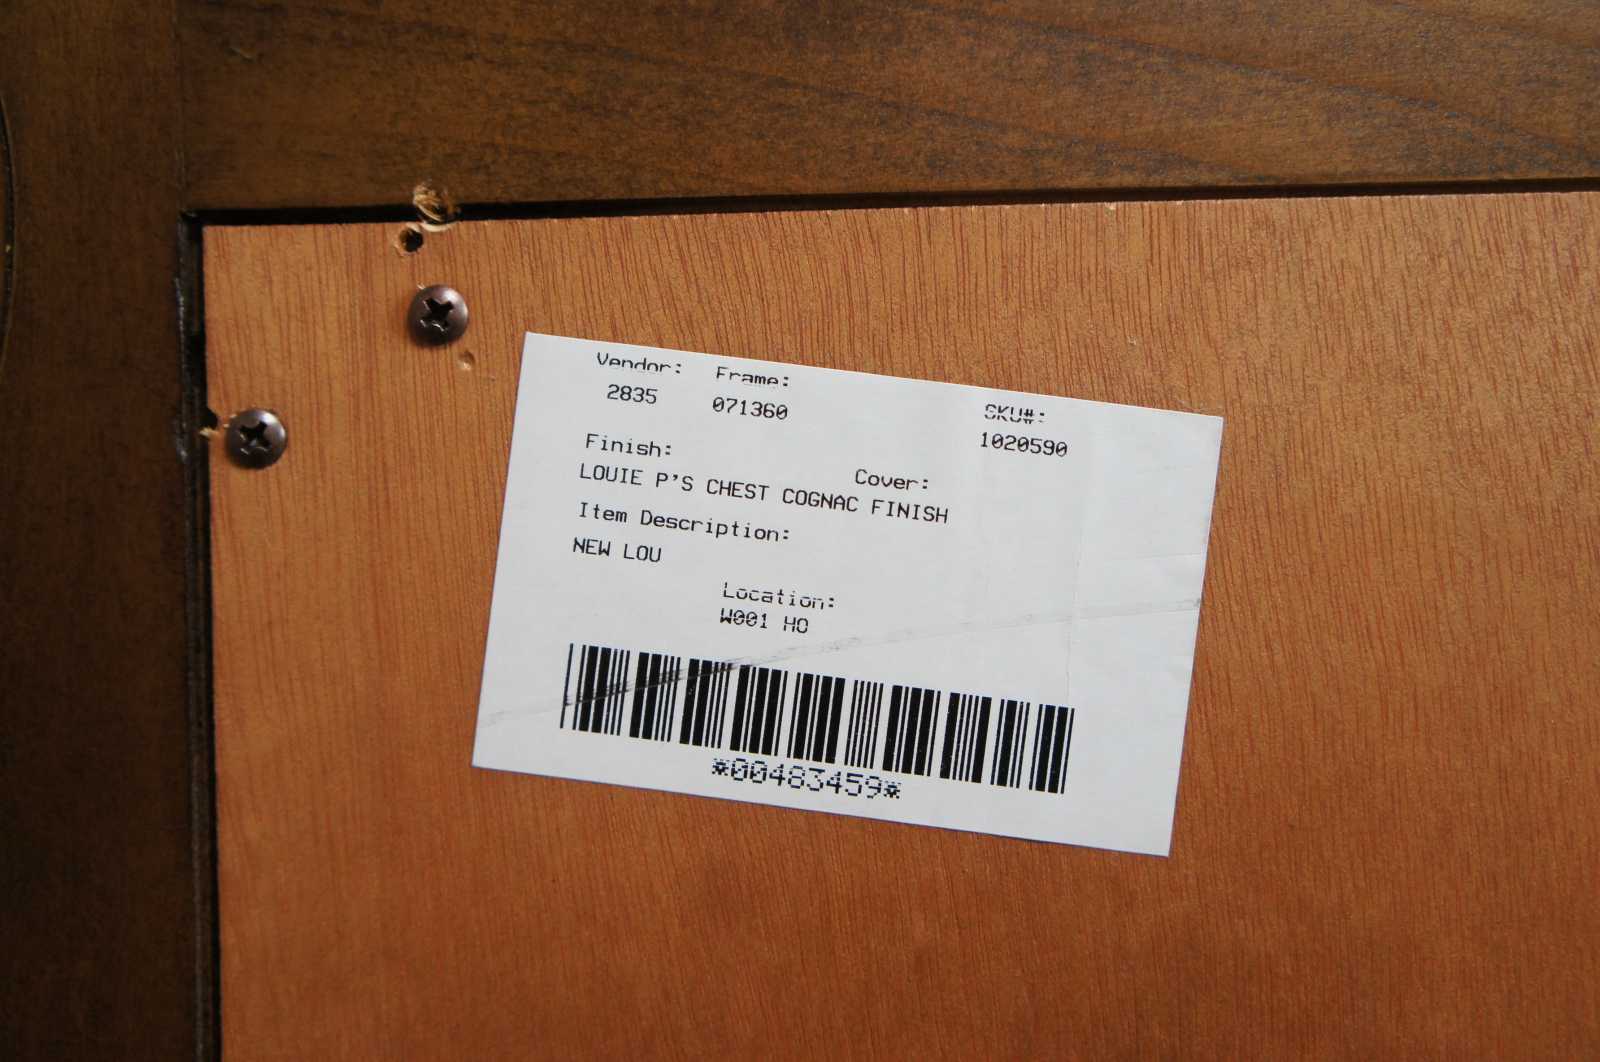 Vendor: Frame: SKU#:
2835 071360 1020590
Finish: Cover:
LOUIE P'S CHEST COGNAC FINISH
Item Description:
NEW LOU
Location:
W001 HO
*00483459*